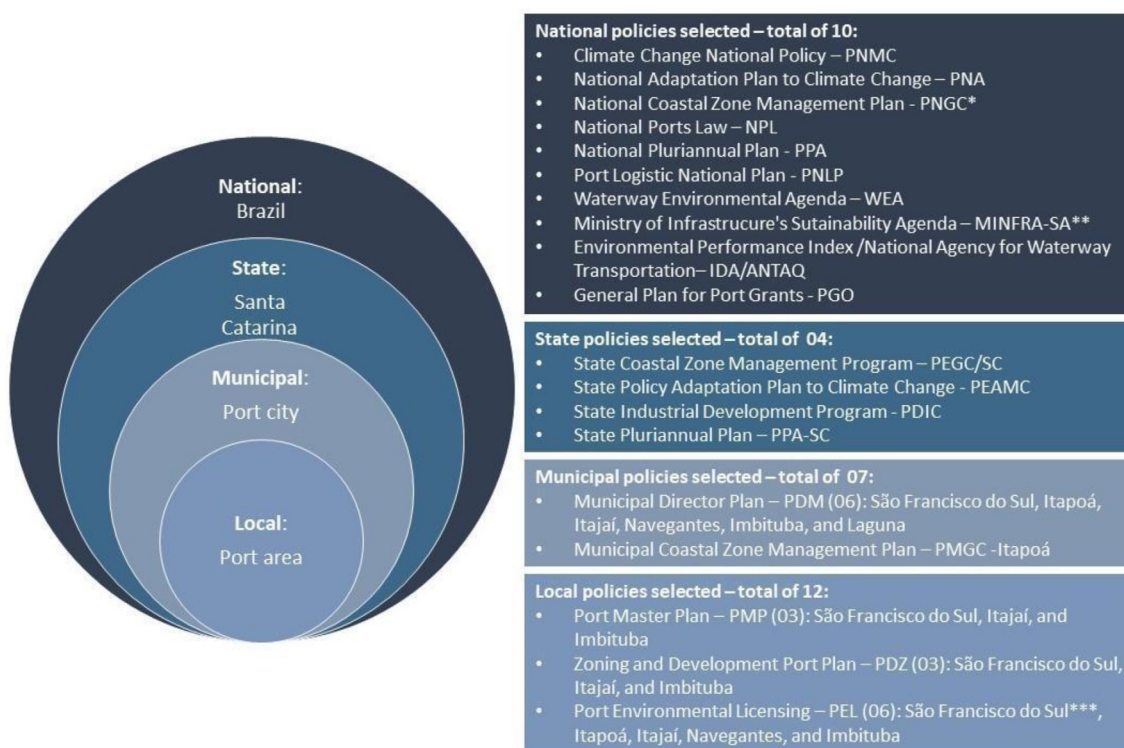 National:
Brazil
State:
Santa
Catarina
Municipal:
Port city
Local:
Port area
National policies selected – total of 10:
• Climate Change National Policy – PNMC
• National Adaptation Plan to Climate Change – PNA
• National Coastal Zone Management Plan - PNGC*
• National Ports Law – NPL
• National Pluriannual Plan - PPA
• Port Logistic National Plan - PNLP
• Waterway Environmental Agenda – WEA
• Ministry of Infrastrucure's Sutainability Agenda – MINFRA-SA**
• Environmental Performance Index /National Agency for Waterway
Transportation– IDA/ANTAQ
• General Plan for Port Grants - PGO
State policies selected – total of 04:
• State Coastal Zone Management Program – PEGC/SC
• State Policy Adaptation Plan to Climate Change - PEAMC
• State Industrial Development Program - PDIC
• State Pluriannual Plan – PPA-SC
Municipal policies selected – total of 07:
• Municipal Director Plan – PDM (06): São Francisco do Sul, Itapoá,
Itajaí, Navegantes, Imbituba, and Laguna
• Municipal Coastal Zone Management Plan – PMGC -Itapoá
Local policies selected – total of 12:
• Port Master Plan – PMP (03): São Francisco do Sul, Itajaí, and
Imbituba
• Zoning and Development Port Plan – PDZ (03): São Francisco do Sul,
Itajaí, and Imbituba
• Port Environmental Licensing – PEL (06): São Francisco do Sul***,
Itapoá, Itajaí, Navegantes, and Imbituba